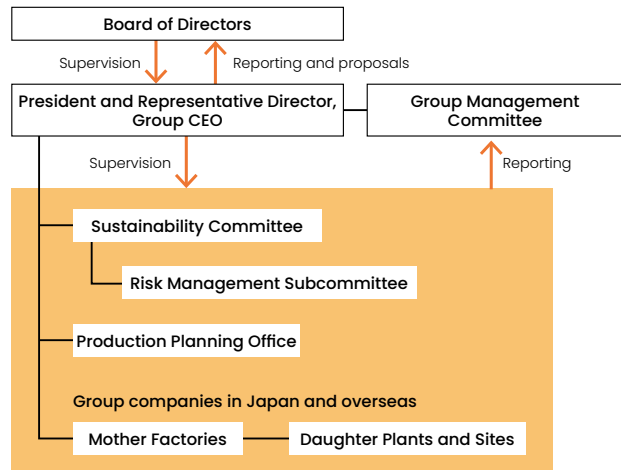 Board of Directors
Supervision
Reporting and proposals
President and Representative Director,
Group CEO
Group Management
Committee
Supervision
Reporting
Sustainability Committee
Risk Management Subcommittee
Production Planning Office
Group companies in Japan and overseas
Mother Factories
Daughter Plants and Sites